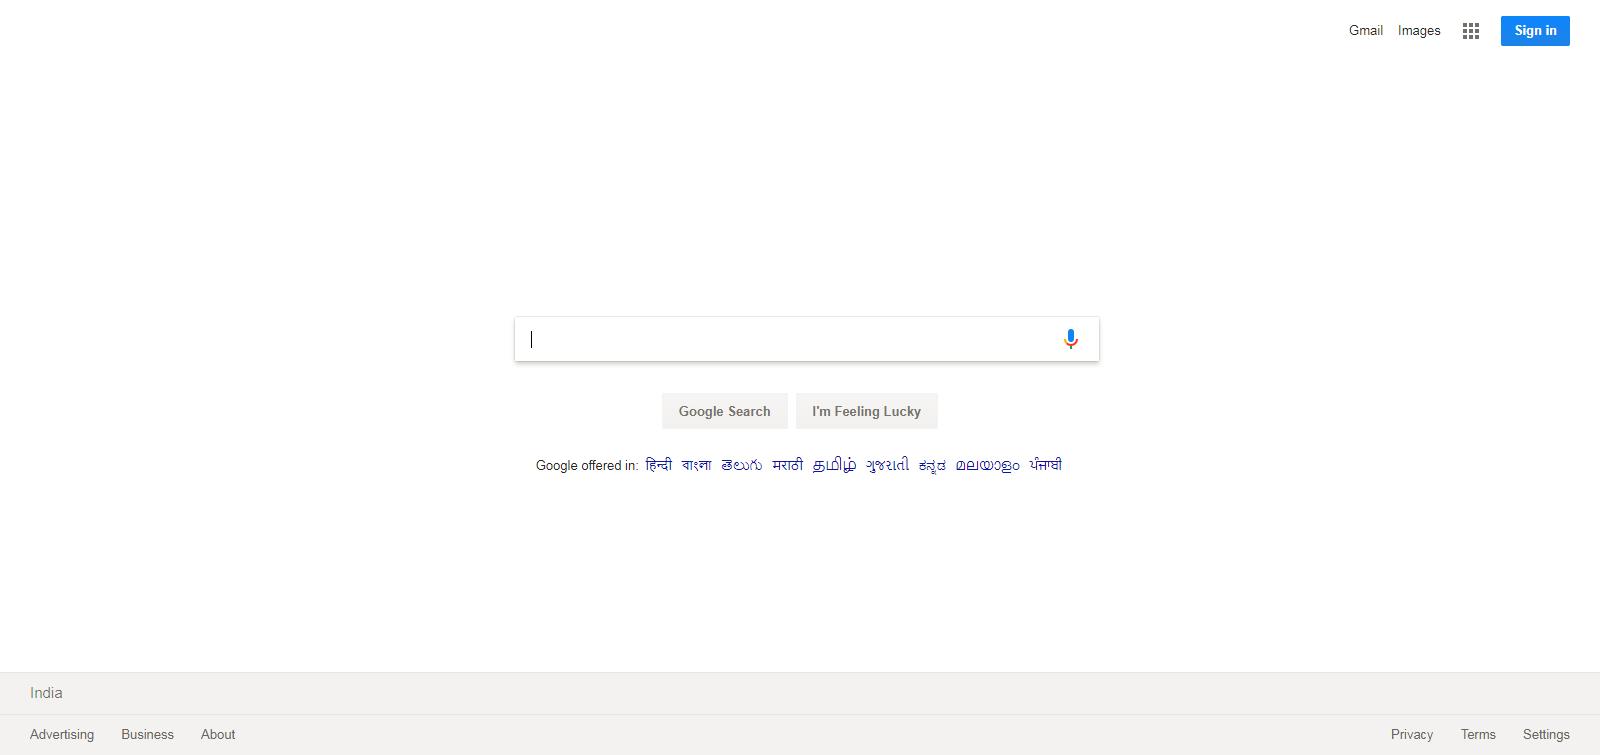 Gmail Images Sign in
Google Search I'm Feeling Lucky
Google offered in: हिन्दी বাংলা తెలుగు मराठी தமிழ் ગુજરાતી ಕನ್ನಡ മലയാളം ਪੰਜਾਬੀ
India
Advertising Business About Privacy Terms Settings